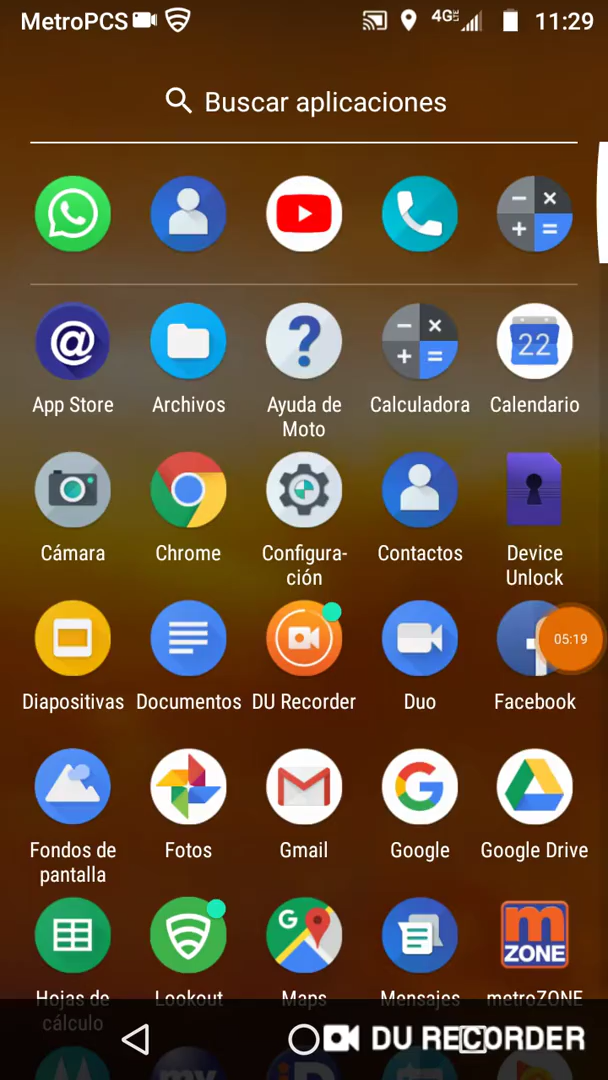 MetroPCS 4G LTE 11:29
Buscar aplicaciones
App Store Archivos Ayuda de Moto Calculadora Calendario
22
Cámara Chrome Configura-ción Contactos Device Unlock
05:19
Diapositivas Documentos DU Recorder Duo Facebook
Fondos de pantalla Fotos Gmail Google Google Drive
m ZONE
Hojas de cálculo Lookout Maps Mensajes metroZONE
DU RECORDER